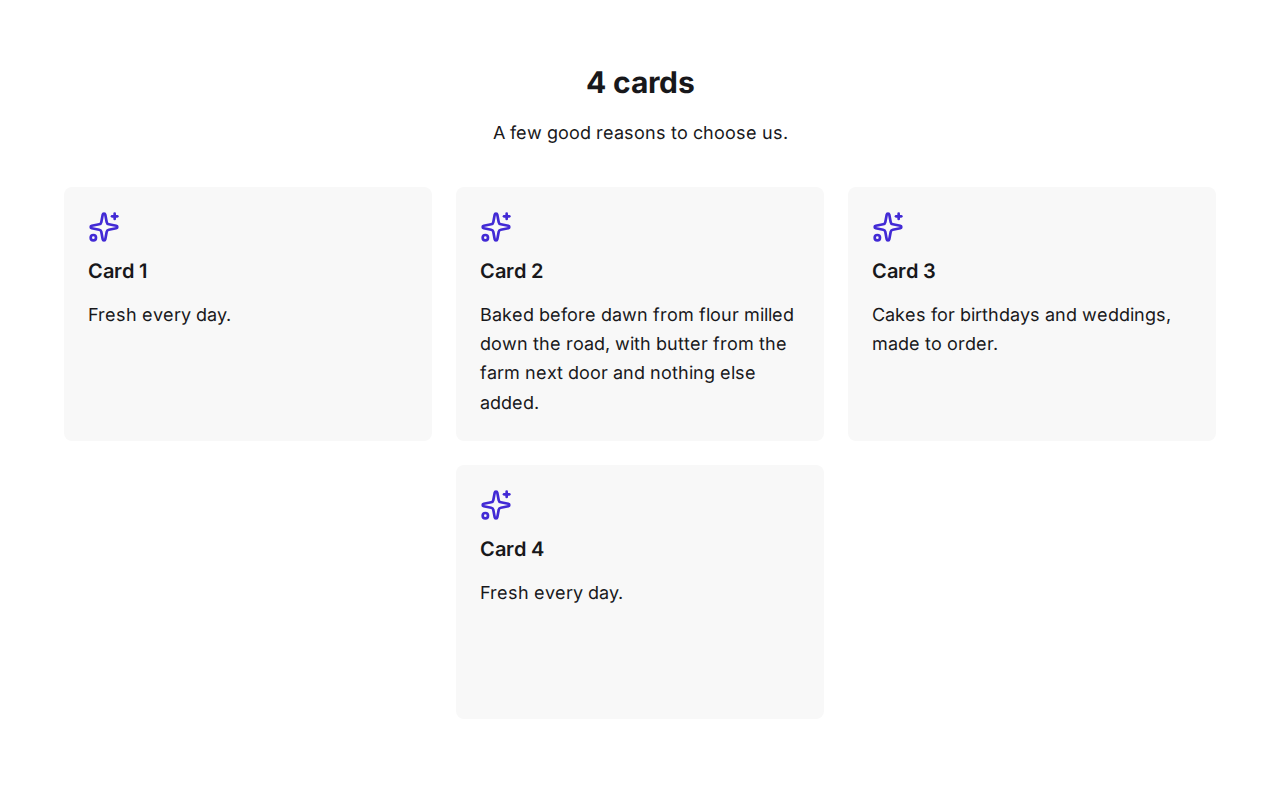 4 cards
A few good reasons to choose us.
Card 1
Fresh every day.
Card 2
Baked before dawn from flour milled
down the road, with butter from the
farm next door and nothing else
added.
Card 3
Cakes for birthdays and weddings,
made to order.
Card 4
Fresh every day.